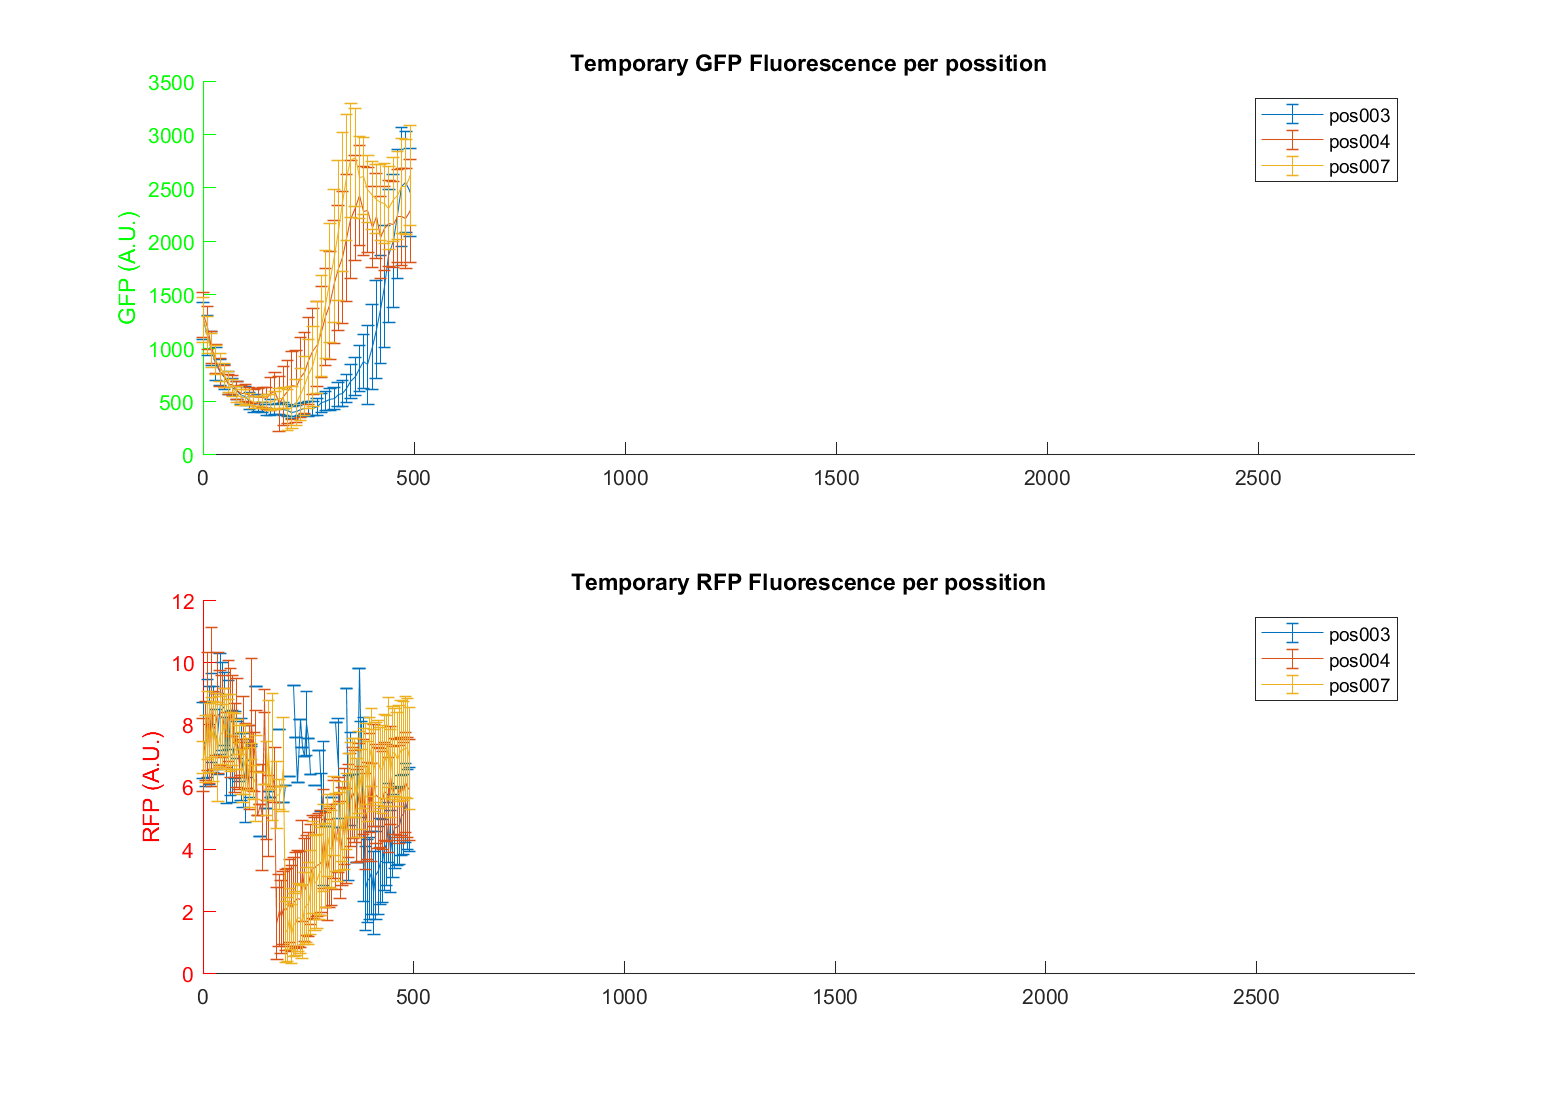 Temporary GFP Fluorescence per possition
GFP (A.U.)
3500
3000
2500
2000
1500
1000
500
0
0 500 1000 1500 2000 2500
pos003
pos004
pos007
Temporary RFP Fluorescence per possition
RFP (A.U.)
12
10
8
6
4
2
0
0 500 1000 1500 2000 2500
pos003
pos004
pos007